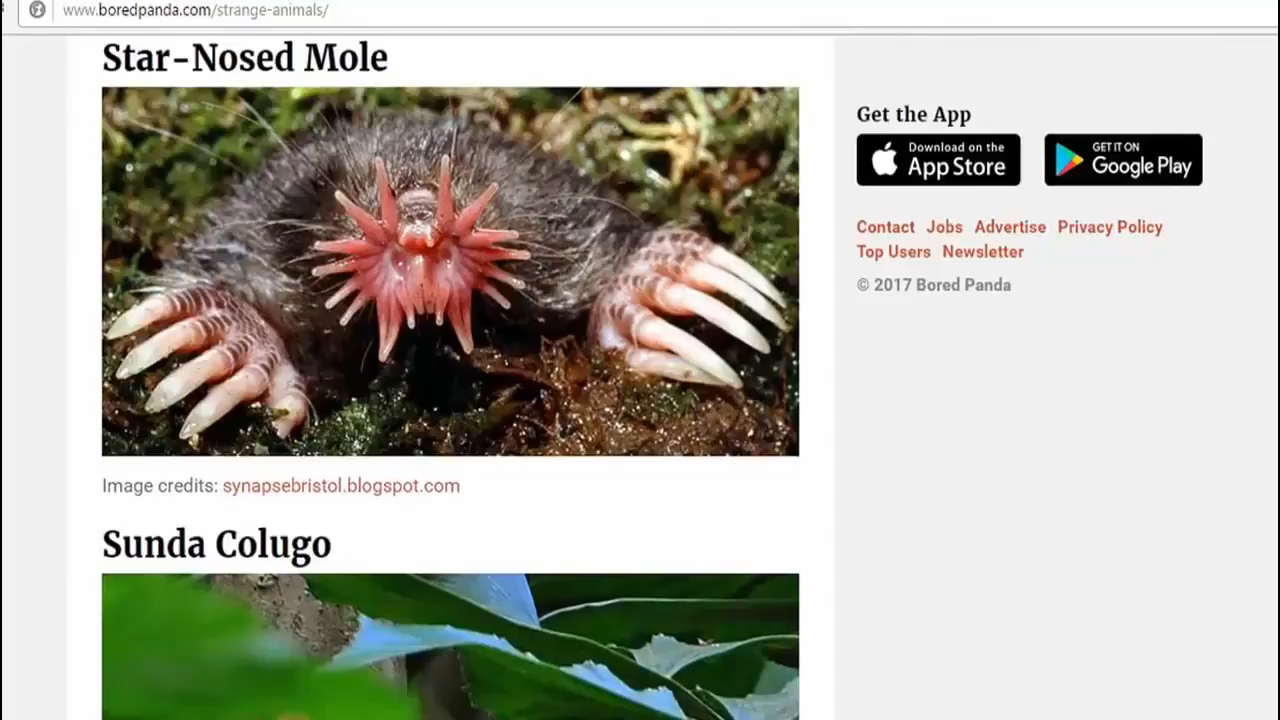 www.boredpanda.com/strange-animals/
Star-Nosed Mole
Get the App
Download on the
App Store
GET IT ON
Google Play
Contact Jobs Advertise Privacy Policy
Top Users Newsletter
© 2017 Bored Panda
Image credits: synapsebristol.blogspot.com
Sunda Colugo